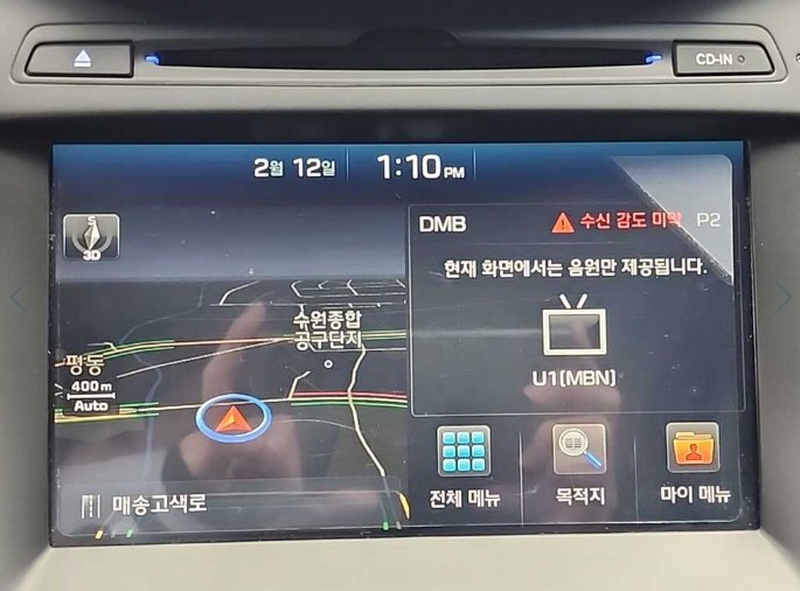 CD-IN
2월 12일 1:10 PM
S
3D
DMB 수신 감도 미약 P2
현재 화면에서는 음원만 제공됩니다.
수원종합
공구단지
평동
400m
Auto
U1(MBN)
매송고색로
전체 메뉴
목적지
마이 메뉴